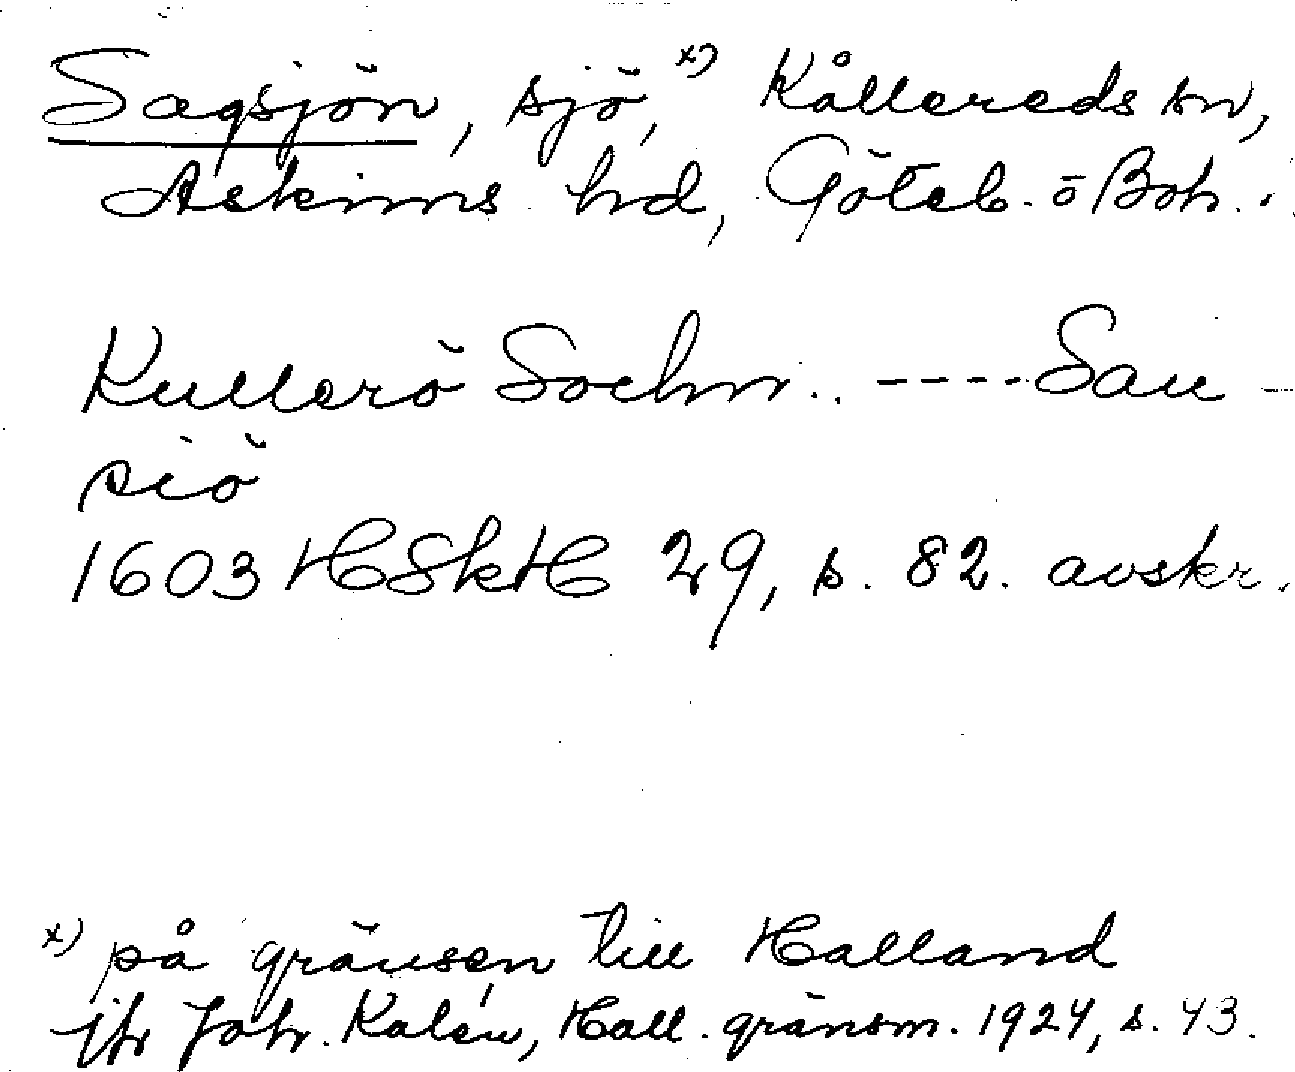 Sagsjön, sjö, x) Kållereds sn,
Askims hd, Göteb. o Boh.
Kullerö Sochn.. ---- Sau-
siö
1603 HSkH 29, s. 82. avskr.
x) på gränsen till Halland
jfr Joh. Kalén, Hall. gränsm. 1924, s. 43.